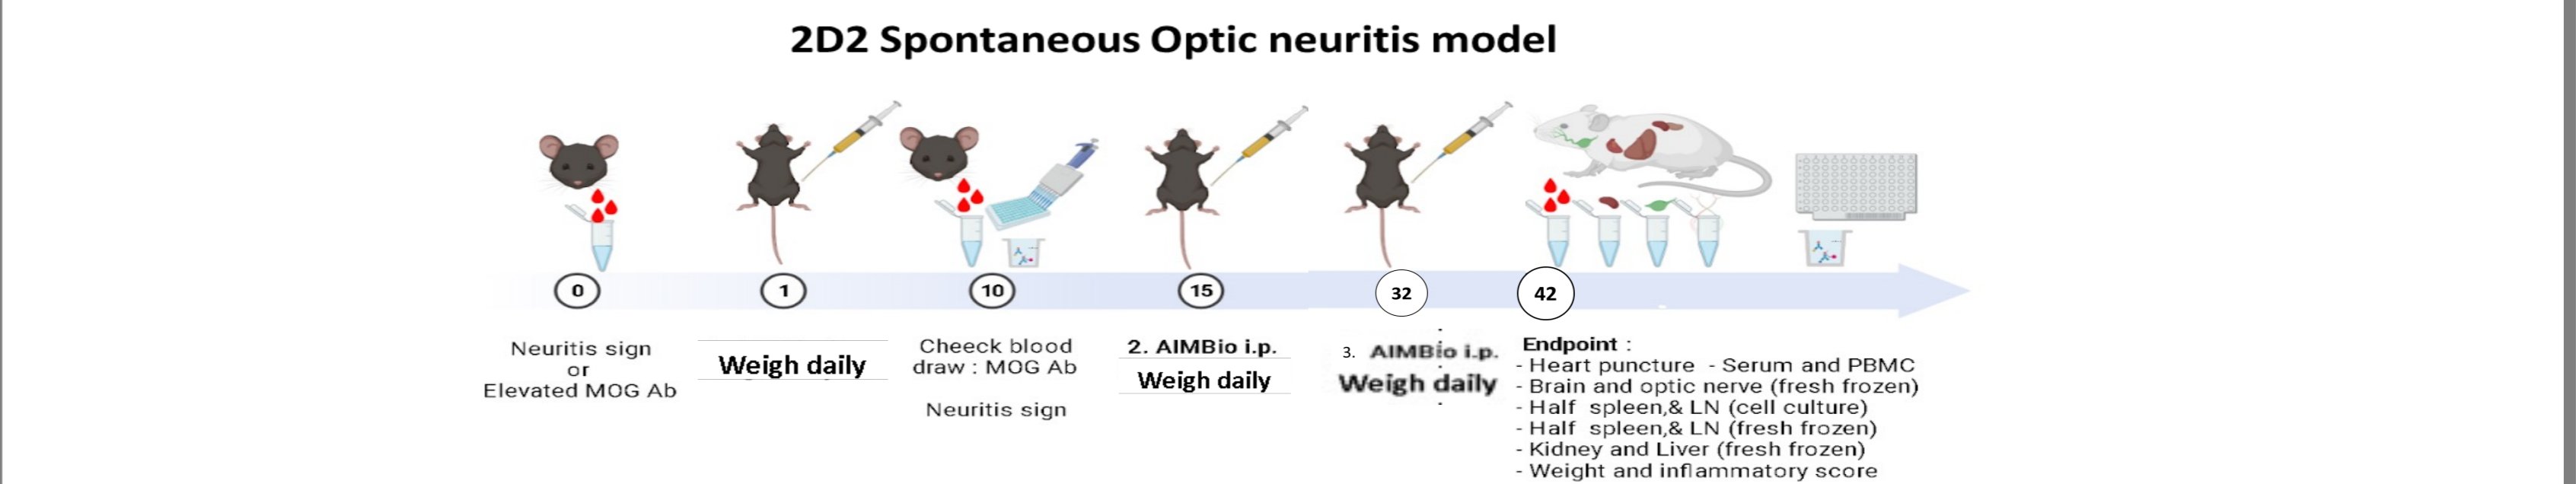 2D2 Spontaneous Optic neuritis model
0
1
10
15
32
42
Neuritis sign
or
Elevated MOG Ab
Weigh daily
Cheeck blood
draw : MOG Ab
Neuritis sign
2. AIMBio i.p.
Weigh daily
3. AIMBio i.p.
Weigh daily
Endpoint :
- Heart puncture - Serum and PBMC
- Brain and optic nerve (fresh frozen)
- Half spleen,& LN (cell culture)
- Half spleen,& LN (fresh frozen)
- Kidney and Liver (fresh frozen)
- Weight and inflammatory score